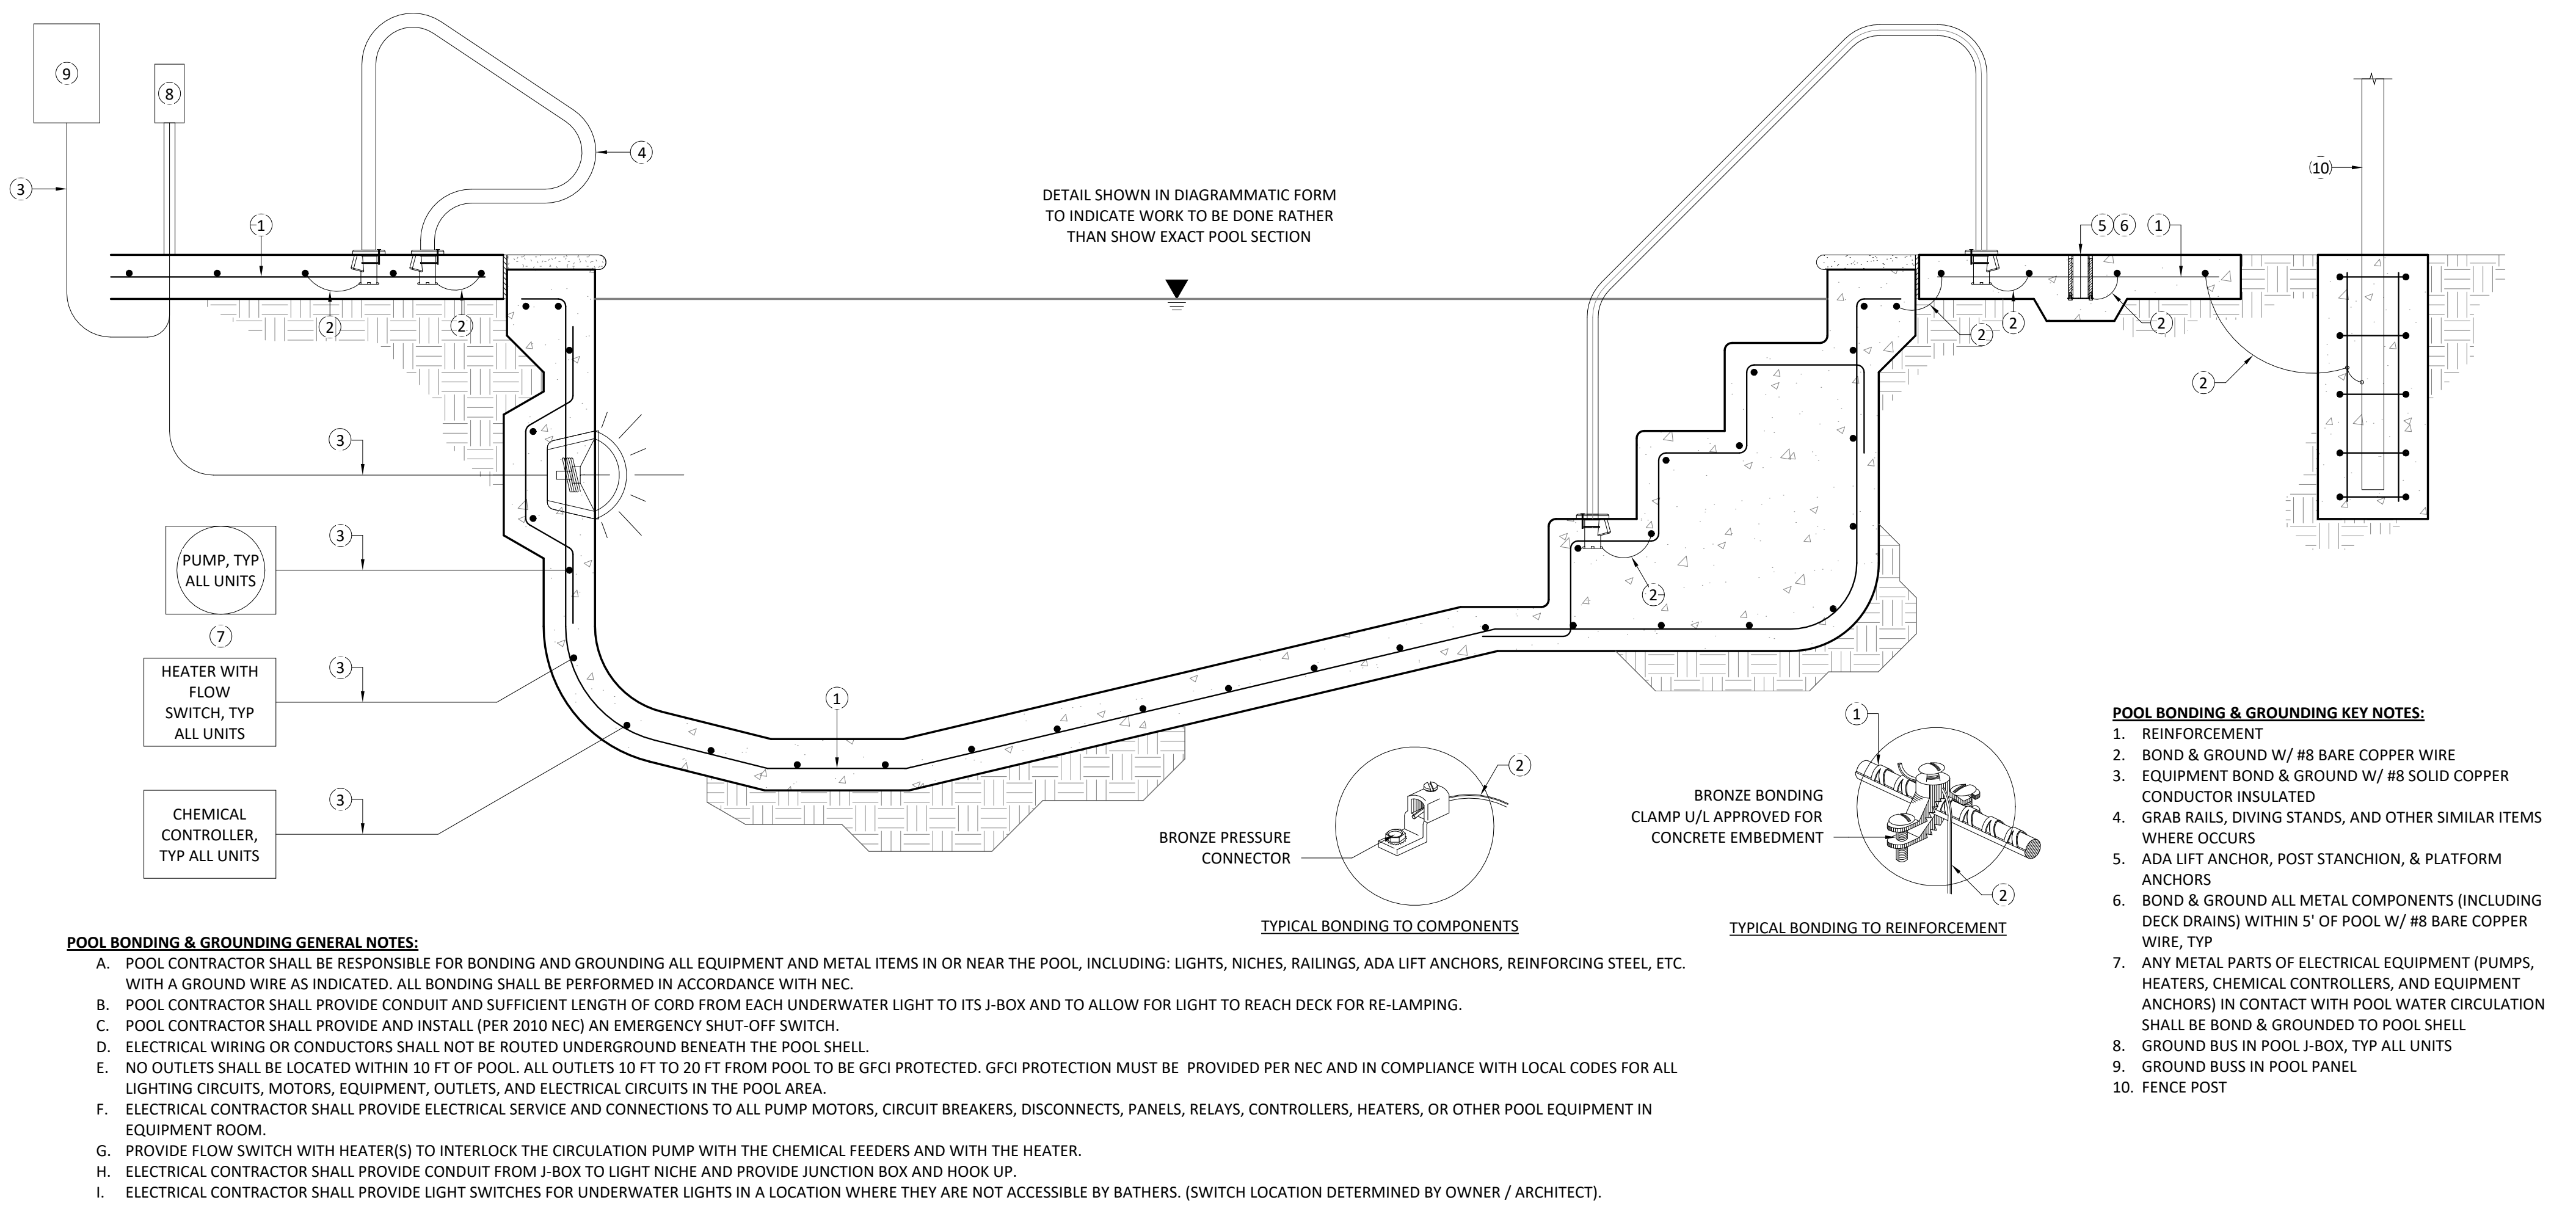 9
8
4
3
1
2
2
DETAIL SHOWN IN DIAGRAMMATIC FORM
TO INDICATE WORK TO BE DONE RATHER
THAN SHOW EXACT POOL SECTION
10
5 6 1
2
2
2
2
3
3
PUMP, TYP
ALL UNITS
7
2
3
HEATER WITH
FLOW
SWITCH, TYP
ALL UNITS
1
3
CHEMICAL
CONTROLLER,
TYP ALL UNITS
2
BRONZE PRESSURE
CONNECTOR
TYPICAL BONDING TO COMPONENTS
1
BRONZE BONDING
CLAMP U/L APPROVED FOR
CONCRETE EMBEDMENT
2
TYPICAL BONDING TO REINFORCEMENT
POOL BONDING & GROUNDING KEY NOTES:
1. REINFORCEMENT
2. BOND & GROUND W/ #8 BARE COPPER WIRE
3. EQUIPMENT BOND & GROUND W/ #8 SOLID COPPER
CONDUCTOR INSULATED
4. GRAB RAILS, DIVING STANDS, AND OTHER SIMILAR ITEMS
WHERE OCCURS
5. ADA LIFT ANCHOR, POST STANCHION, & PLATFORM
ANCHORS
6. BOND & GROUND ALL METAL COMPONENTS (INCLUDING
DECK DRAINS) WITHIN 5' OF POOL W/ #8 BARE COPPER
WIRE, TYP
7. ANY METAL PARTS OF ELECTRICAL EQUIPMENT (PUMPS,
HEATERS, CHEMICAL CONTROLLERS, AND EQUIPMENT
ANCHORS) IN CONTACT WITH POOL WATER CIRCULATION
SHALL BE BOND & GROUNDED TO POOL SHELL
8. GROUND BUS IN POOL J-BOX, TYP ALL UNITS
9. GROUND BUSS IN POOL PANEL
10. FENCE POST
POOL BONDING & GROUNDING GENERAL NOTES:
A. POOL CONTRACTOR SHALL BE RESPONSIBLE FOR BONDING AND GROUNDING ALL EQUIPMENT AND METAL ITEMS IN OR NEAR THE POOL, INCLUDING: LIGHTS, NICHES, RAILINGS, ADA LIFT ANCHORS, REINFORCING STEEL, ETC.
WITH A GROUND WIRE AS INDICATED. ALL BONDING SHALL BE PERFORMED IN ACCORDANCE WITH NEC.
B. POOL CONTRACTOR SHALL PROVIDE CONDUIT AND SUFFICIENT LENGTH OF CORD FROM EACH UNDERWATER LIGHT TO ITS J-BOX AND TO ALLOW FOR LIGHT TO REACH DECK FOR RE-LAMPING.
C. POOL CONTRACTOR SHALL PROVIDE AND INSTALL (PER 2010 NEC) AN EMERGENCY SHUT-OFF SWITCH.
D. ELECTRICAL WIRING OR CONDUCTORS SHALL NOT BE ROUTED UNDERGROUND BENEATH THE POOL SHELL.
E. NO OUTLETS SHALL BE LOCATED WITHIN 10 FT OF POOL. ALL OUTLETS 10 FT TO 20 FT FROM POOL TO BE GFCI PROTECTED. GFCI PROTECTION MUST BE PROVIDED PER NEC AND IN COMPLIANCE WITH LOCAL CODES FOR ALL
LIGHTING CIRCUITS, MOTORS, EQUIPMENT, OUTLETS, AND ELECTRICAL CIRCUITS IN THE POOL AREA.
F. ELECTRICAL CONTRACTOR SHALL PROVIDE ELECTRICAL SERVICE AND CONNECTIONS TO ALL PUMP MOTORS, CIRCUIT BREAKERS, DISCONNECTS, PANELS, RELAYS, CONTROLLERS, HEATERS, OR OTHER POOL EQUIPMENT IN
EQUIPMENT ROOM.
G. PROVIDE FLOW SWITCH WITH HEATER(S) TO INTERLOCK THE CIRCULATION PUMP WITH THE CHEMICAL FEEDERS AND WITH THE HEATER.
H. ELECTRICAL CONTRACTOR SHALL PROVIDE CONDUIT FROM J-BOX TO LIGHT NICHE AND PROVIDE JUNCTION BOX AND HOOK UP.
I. ELECTRICAL CONTRACTOR SHALL PROVIDE LIGHT SWITCHES FOR UNDERWATER LIGHTS IN A LOCATION WHERE THEY ARE NOT ACCESSIBLE BY BATHERS. (SWITCH LOCATION DETERMINED BY OWNER / ARCHITECT).